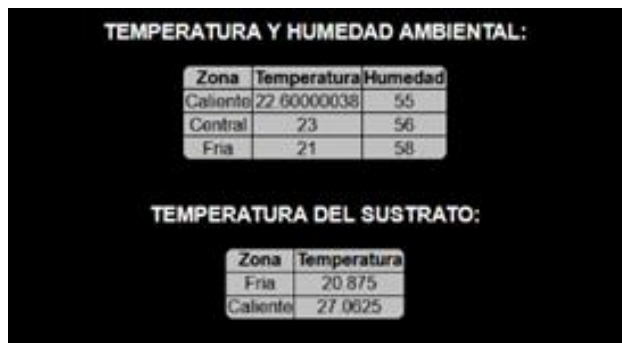 TEMPERATURA Y HUMEDAD AMBIENTAL:
Zona Temperatura Humedad
Caliente 22.60000038 55
Central 23 56
Fria 21 58
TEMPERATURA DEL SUSTRATO:
Zona Temperatura
Fria 20.875
Caliente 27.0625